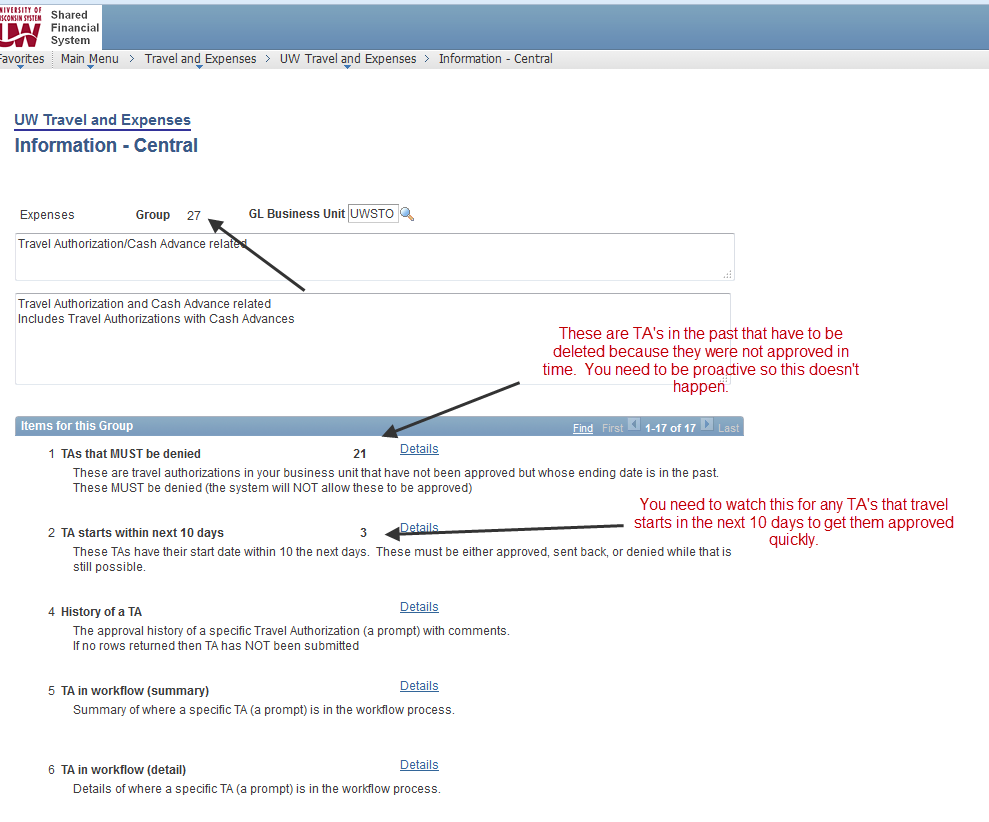 Shared
Financial
System
UW
Main Menu > Travel and Expenses > UW Travel and Expenses > Information - Central
UW Travel and Expenses
Information - Central
Expenses Group 27 GL Business Unit UWSTO
Travel Authorization/Cash Advance related
Travel Authorization and Cash Advance related
Includes Travel Authorizations with Cash Advances
These are TA's in the past that have to be
deleted because they were not approved in
time. You need to be proactive so this doesn't
happen.
Items for this Group Find First 1-17 of 17 Last
1 TAs that MUST be denied 21 Details
These are travel authorizations in your business unit that have not been approved but whose ending date is in the past.
These MUST be denied (the system will NOT allow these to be approved)
You need to watch this for any TA's that travel
starts in the next 10 days to get them approved
quickly.
2 TA starts within next 10 days 3 Details
These TAs have their start date within 10 the next days. These must be either approved, sent back, or denied while that is
still possible.
4 History of a TA Details
The approval history of a specific Travel Authorization (a prompt) with comments.
If no rows returned then TA has NOT been submitted
5 TA in workflow (summary) Details
Summary of where a specific TA (a prompt) is in the workflow process.
6 TA in workflow (detail) Details
Details of where a specific TA (a prompt) is in the workflow process.